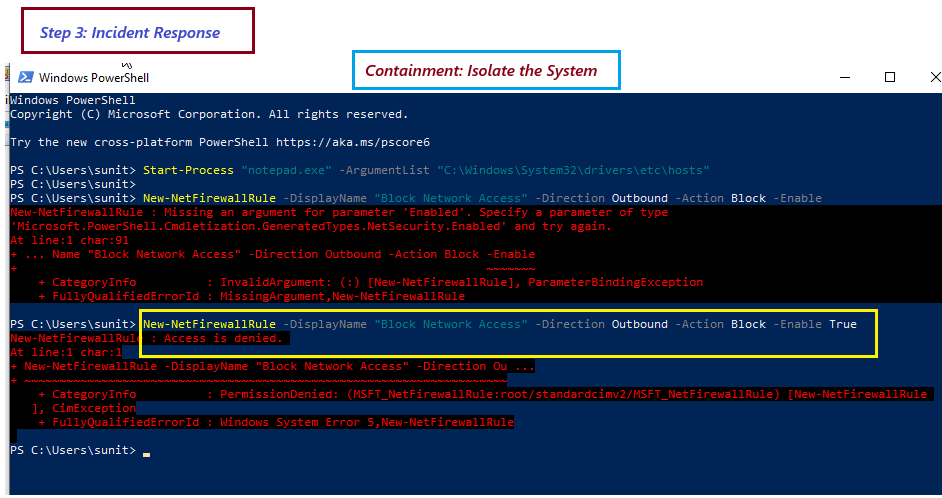 Step 3: Incident Response
Containment: Isolate the System
Windows PowerShell
Windows PowerShell
Copyright (C) Microsoft Corporation. All rights reserved.
Try the new cross-platform PowerShell https://aka.ms/pscore6
PS C:\Users\sunit> Start-Process "notepad.exe" -ArgumentList "C:\Windows\System32\drivers\etc\hosts"
PS C:\Users\sunit>
PS C:\Users\sunit> New-NetFirewallRule -DisplayName "Block Network Access" -Direction Outbound -Action Block -Enable
New-NetFirewallRule : Missing an argument for parameter 'Enabled'. Specify a parameter of type
'Microsoft.PowerShell.Cmdletization.GeneratedTypes.NetSecurity.Enabled' and try again.
At line:1 char:91
+ ... Name "Block Network Access" -Direction Outbound -Action Block -Enable
+                                                               ~~~~~~~
    + CategoryInfo          : InvalidArgument: (:) [New-NetFirewallRule], ParameterBindingException
    + FullyQualifiedErrorId : MissingArgument,New-NetFirewallRule
PS C:\Users\sunit> New-NetFirewallRule -DisplayName "Block Network Access" -Direction Outbound -Action Block -Enable True
New-NetFirewallRule : Access is denied.
At line:1 char:1
+ New-NetFirewallRule -DisplayName "Block Network Access" -Direction Ou ...
+ ~~~~~~~~~~~~~~~~~~~~~~~~~~~~~~~~~~~~~~~~~~~~~~~~~~~~~~~~~~~~~~~~~~~~~
    + CategoryInfo          : PermissionDenied: (MSFT_NetFirewallRule:root/standardcimv2/MSFT_NetFirewallRule) [New-NetFirewallRule
   ], CimException
    + FullyQualifiedErrorId : Windows System Error 5,New-NetFirewallRule
PS C:\Users\sunit>